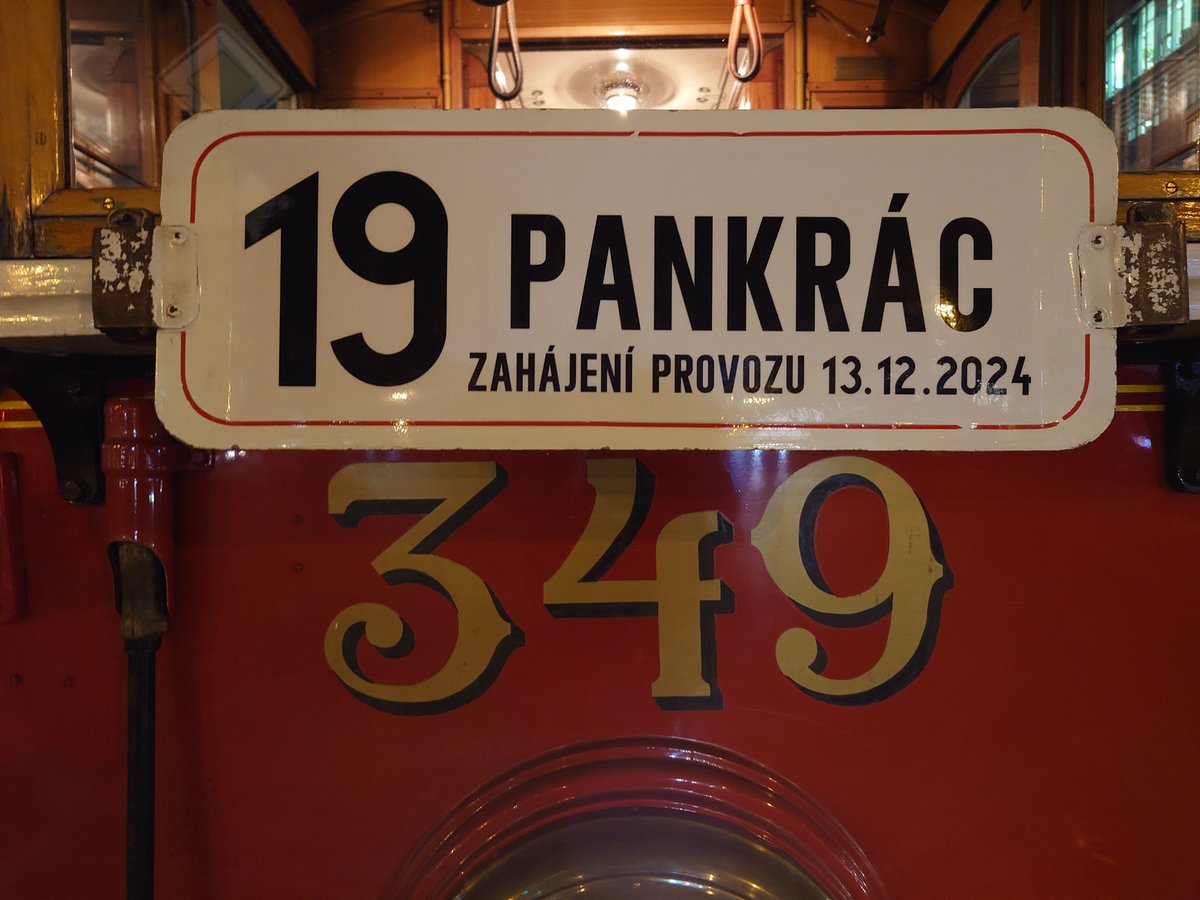 19 PANKRÁC
ZAHÁJENÍ PROVOZU 13.12.2024
349